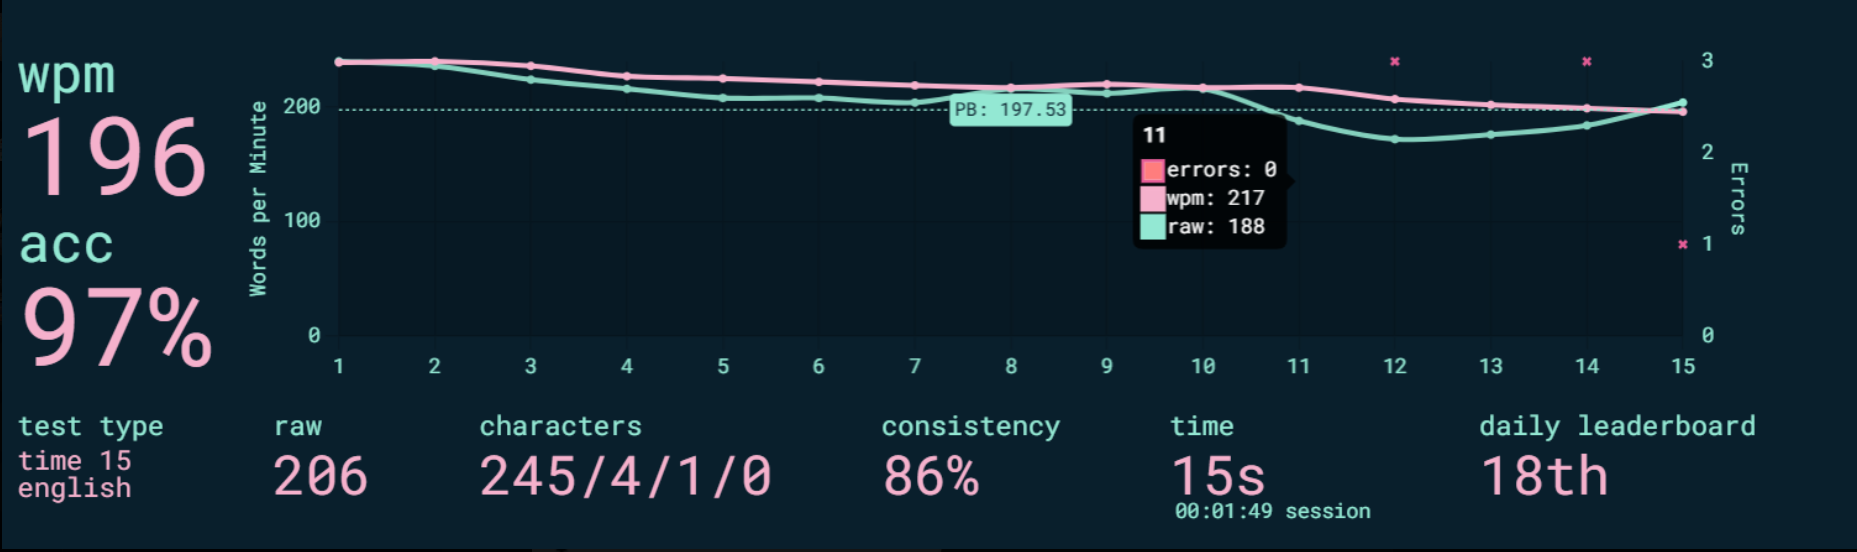 wpm
196
acc
97%
Words per Minute
200
100
0
PB: 197.53
11
errors: 0
wpm: 217
raw: 188
3
2
1
0
Errors
1 2 3 4 5 6 7 8 9 10 11 12 13 14 15
test type
time 15
english
raw
206
characters
245/4/1/0
consistency
86%
time
15s
00:01:49 session
daily leaderboard
18th